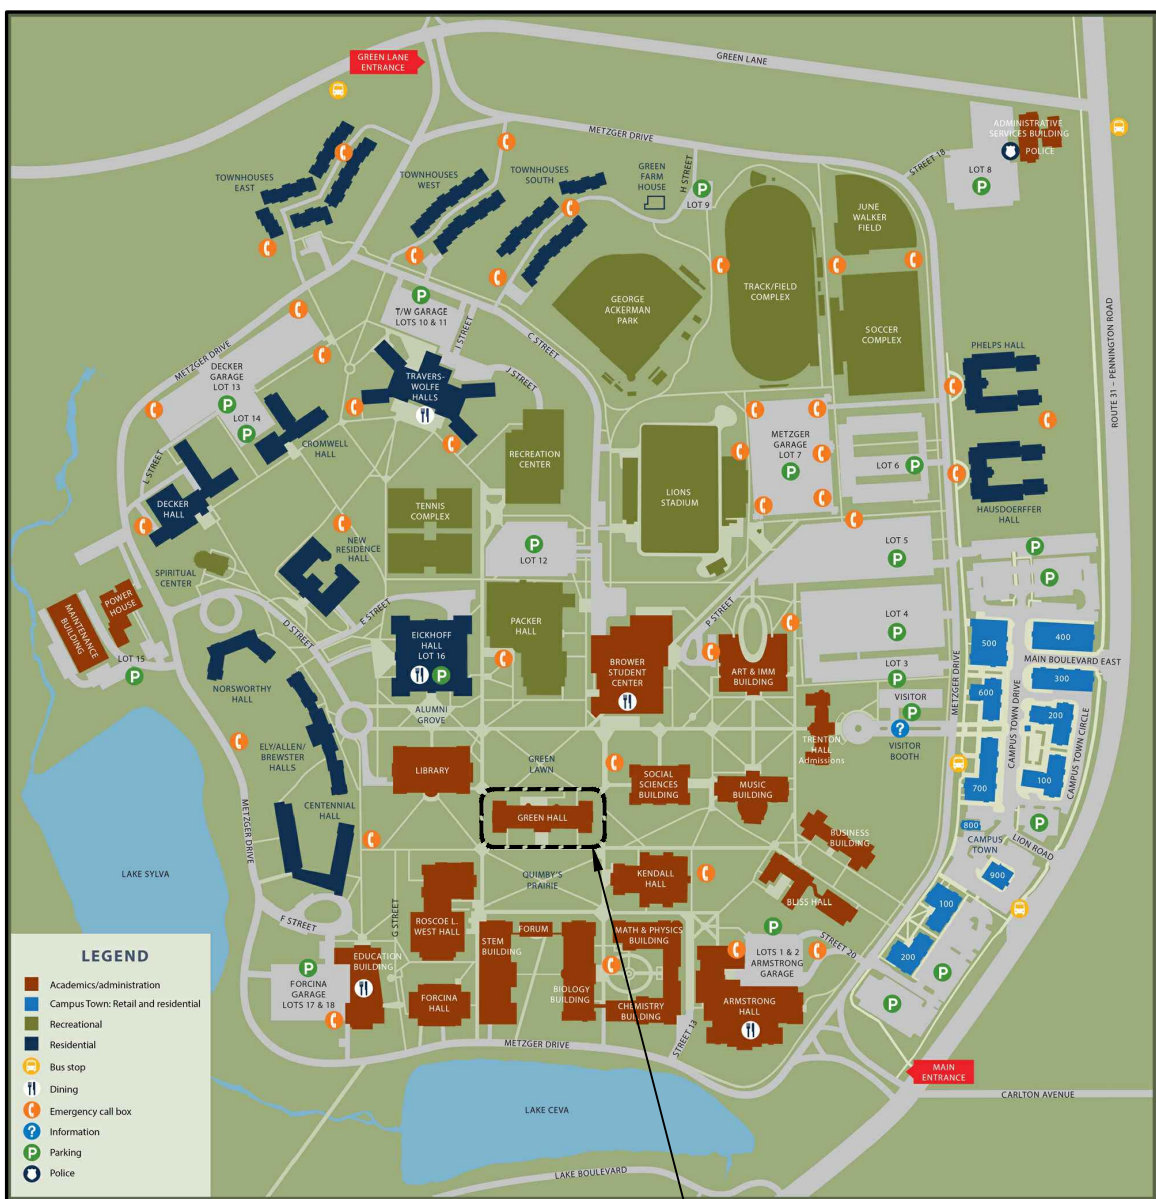 GREEN LANE
ENTRANCE
GREEN LANE
METZGER DRIVE
ADMINISTRATIVE
SERVICES BUILDING
POLICE
STREET 18
LOT 8
P
TOWNHOUSES
EAST
TOWNHOUSES
WEST
TOWNHOUSES
SOUTH
GREEN
FARM
HOUSE
H STREET
P
LOT 9
JUNE
WALKER
FIELD
TRACK/FIELD
COMPLEX
GEORGE
ACKERMAN
PARK
SOCCER
COMPLEX
P
T/W GARAGE
LOTS 10 & 11
I STREET
C STREET
J STREET
METZGER DRIVE
DECKER
GARAGE
LOT 13
P
LOT 14
P
TRAVERS-
WOLFE
HALLS
CROMWELL
HALL
L STREET
DECKER
HALL
RECREATION
CENTER
TENNIS
COMPLEX
LIONS
STADIUM
METZGER
GARAGE
LOT 7
P
LOT 6
P
PHELPS HALL
HAUSDOERFFER
HALL
ROUTE 31 – PENNINGTON ROAD
NEW
RESIDENCE
HALL
SPIRITUAL
CENTER
P
LOT 12
LOT 5
P
P
P
MAINTENANCE
BUILDING
POWER
HOUSE
LOT 15
P
D STREET
E STREET
EICKHOFF
HALL
LOT 16
P
PACKER
HALL
BROWER
STUDENT
CENTER
P STREET
ART & IMM
BUILDING
LOT 4
P
LOT 3
P
500
400
MAIN BOULEVARD EAST
300
600
200
100
700
800
900
METZGER DRIVE
CAMPUS TOWN DRIVE
CAMPUS TOWN CIRCLE
VISITOR
P
?
VISITOR
BOOTH
TRENTON
HALL
Admissions
NORSWORTHY
HALL
ALUMNI
GROVE
ELY/ALLEN/
BREWSTER
HALLS
LIBRARY
GREEN
LAWN
SOCIAL
SCIENCES
BUILDING
MUSIC
BUILDING
GREEN HALL
CENTENNIAL
HALL
METZGER DRIVE
BUSINESS
BUILDING
CAMPUS
TOWN
P
LION ROAD
LAKE SYLVA
QUIMBY'S
PRAIRIE
KENDALL
HALL
BLISS HALL
100
200
P
P
F STREET
G STREET
ROSCOE L.
WEST HALL
STEM
BUILDING
FORUM
MATH & PHYSICS
BUILDING
P
LOTS 1 & 2
ARMSTRONG
GARAGE
STREET 20
P
FORCINA
GARAGE
LOTS 17 & 18
EDUCATION
BUILDING
FORCINA
HALL
BIOLOGY
BUILDING
CHEMISTRY
BUILDING
ARMSTRONG
HALL
STREET 13
METZGER DRIVE
MAIN
ENTRANCE
CARLTON AVENUE
LAKE CEVA
LAKE BOULEVARD
LEGEND
Academics/administration
Campus Town: Retail and residential
Recreational
Residential
Bus stop
Dining
Emergency call box
? Information
P Parking
Police